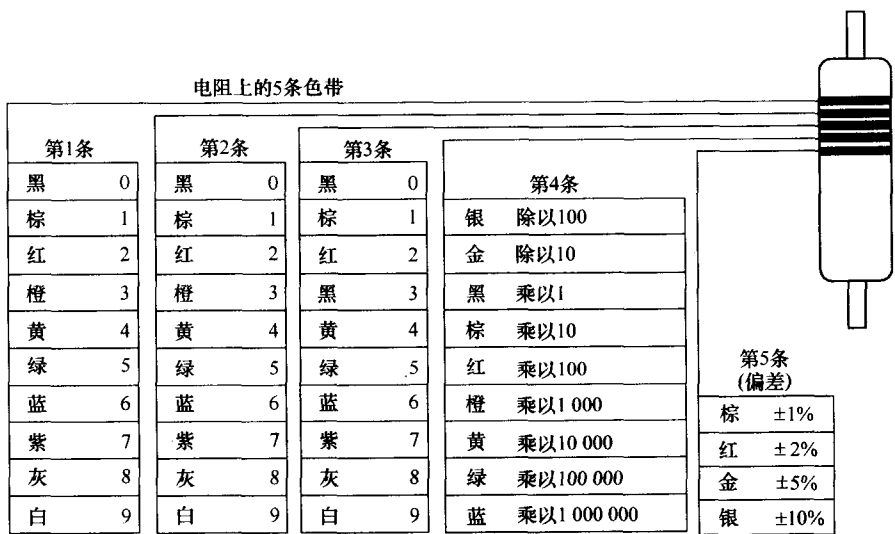 电阻上的5条色带
第1条
黑 0
棕 1
红 2
橙 3
黄 4
绿 5
蓝 6
紫 7
灰 8
白 9
第2条
黑 0
棕 1
红 2
橙 3
黄 4
绿 5
蓝 6
紫 7
灰 8
白 9
第3条
黑 0
棕 1
红 2
黑 3
黄 4
绿 5
蓝 6
紫 7
灰 8
白 9
第4条
银 除以100
金 除以10
黑 乘以1
棕 乘以10
红 乘以100
橙 乘以1 000
黄 乘以10 000
绿 乘以100 000
蓝 乘以1 000 000
第5条
(偏差)
棕 ±1%
红 ±2%
金 ±5%
银 ±10%